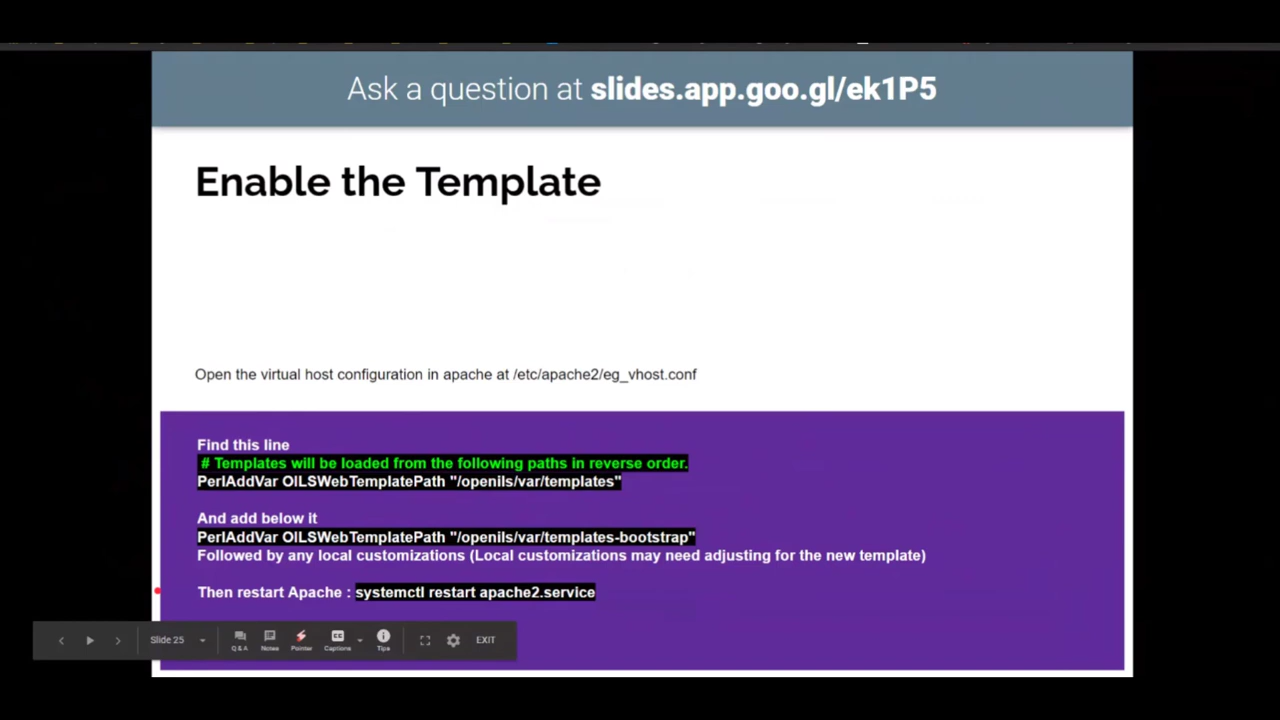 Ask a question at slides.app.goo.gl/ek1P5
Enable the Template
Open the virtual host configuration in apache at /etc/apache2/eg_vhost.conf
Find this line
# Templates will be loaded from the following paths in reverse order.
PerlAddVar OILSWebTemplatePath "/openils/var/templates"
And add below it
PerlAddVar OILSWebTemplatePath "/openils/var/templates-bootstrap"
Followed by any local customizations (Local customizations may need adjusting for the new template)
Then restart Apache : systemctl restart apache2.service
Slide 25
Q & A
Notes
Pointer
CC
Captions
Tips
EXIT